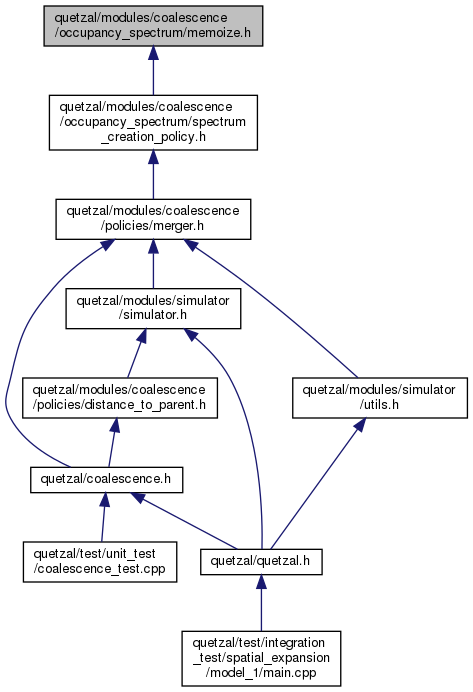 quetzal/modules/coalescence
/occupancy_spectrum/memoize.h
quetzal/modules/coalescence
/occupancy_spectrum/spectrum
_creation_policy.h
quetzal/modules/coalescence
/policies/merger.h
quetzal/modules/simulator
/simulator.h
quetzal/modules/coalescence
/policies/distance_to_parent.h
quetzal/modules/simulator
/utils.h
quetzal/coalescence.h
quetzal/test/unit_test
/coalescence_test.cpp
quetzal/quetzal.h
quetzal/test/integration
_test/spatial_expansion
/model_1/main.cpp